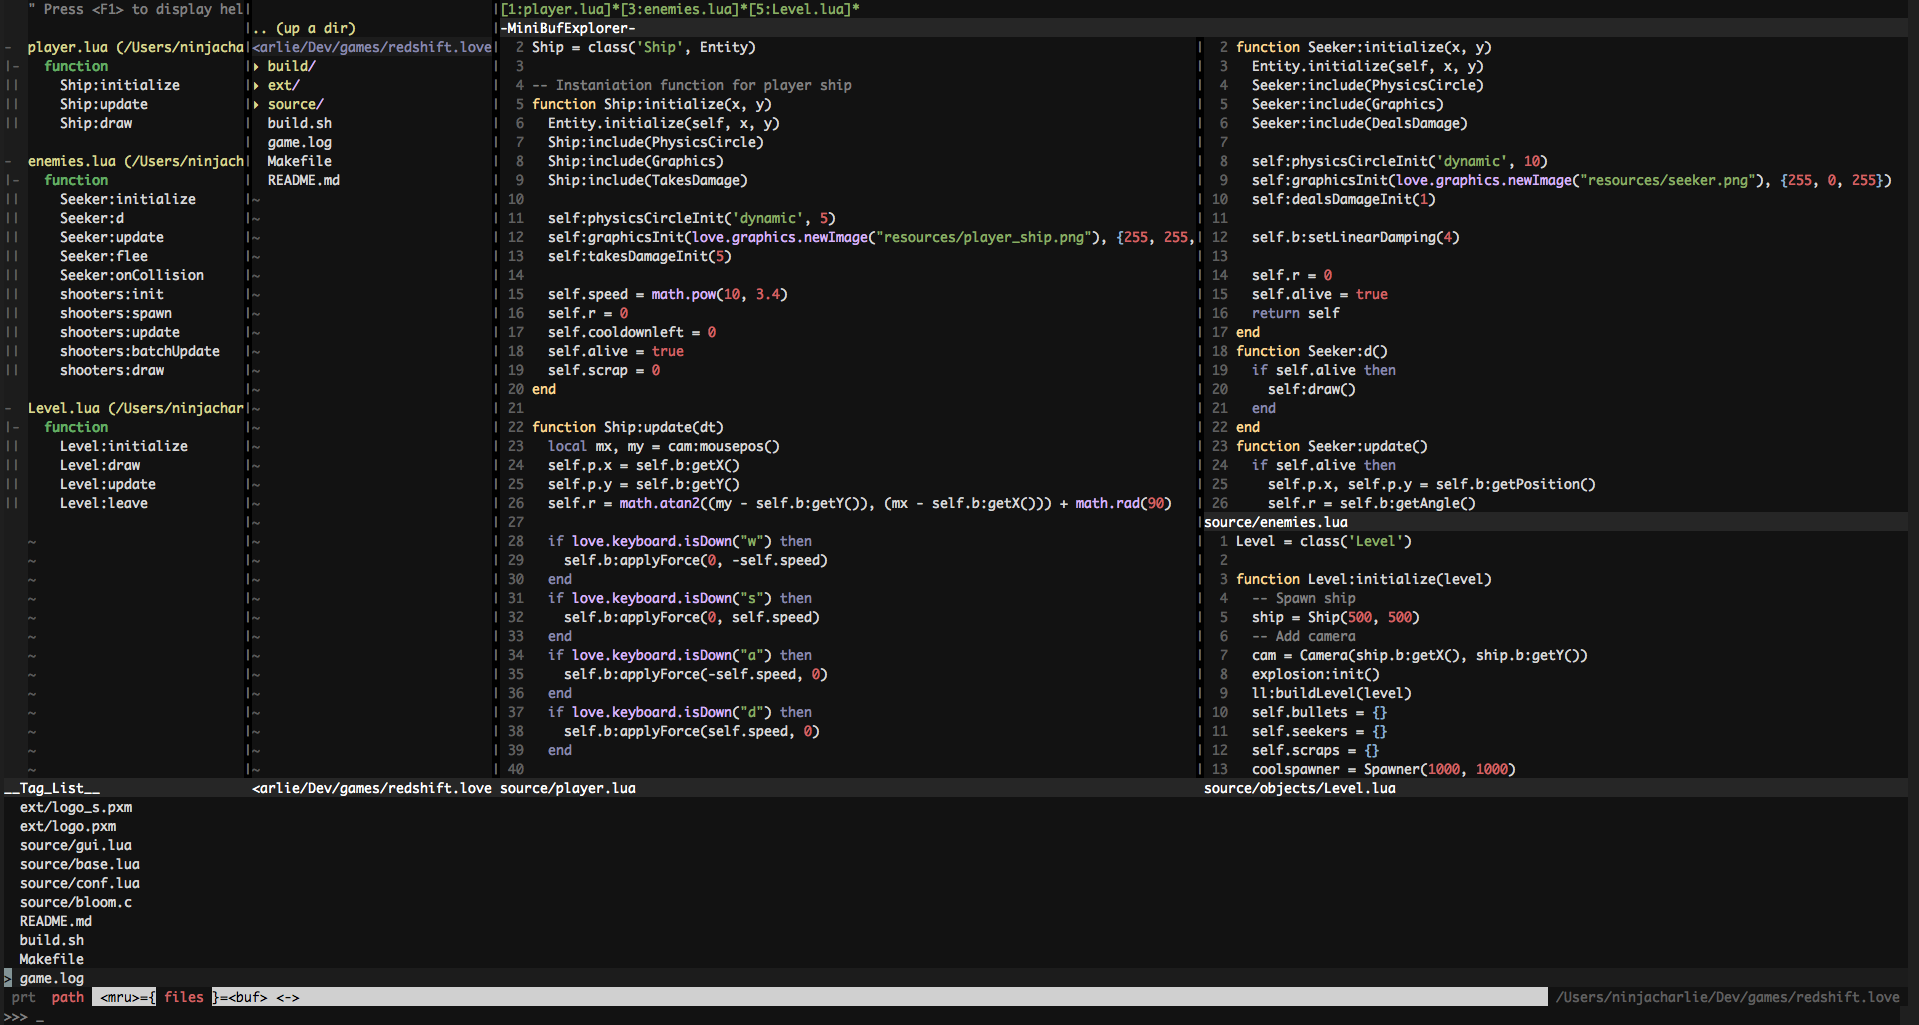 " Press <F1> to display hel

- player.lua (/Users/ninjacha
|- function
|| Ship:initialize
|| Ship:update
|| Ship:draw

- enemies.lua (/Users/ninjach
|- function
|| Seeker:initialize
|| Seeker:d
|| Seeker:update
|| Seeker:flee
|| Seeker:onCollision
|| shooters:init
|| shooters:spawn
|| shooters:update
|| shooters:batchUpdate
|| shooters:draw

- Level.lua (/Users/ninjachar
|- function
|| Level:initialize
|| Level:draw
|| Level:update
|| Level:leave
__Tag_List__

.. (up a dir)
<arlie/Dev/games/redshift.love
▸ build/
▸ ext/
▸ source/
build.sh
game.log
Makefile
README.md
<arlie/Dev/games/redshift.love

[1:player.lua]*[3:enemies.lua]*[5:Level.lua]*
-MiniBufExplorer-
2 Ship = class('Ship', Entity)
3
4 -- Instaniation function for player ship
5 function Ship:initialize(x, y)
6   Entity.initialize(self, x, y)
7   Ship:include(PhysicsCircle)
8   Ship:include(Graphics)
9   Ship:include(TakesDamage)
10
11   self:physicsCircleInit('dynamic', 5)
12   self:graphicsInit(love.graphics.newImage("resources/player_ship.png"), {255, 255,
13   self:takesDamageInit(5)
14
15   self.speed = math.pow(10, 3.4)
16   self.r = 0
17   self.cooldownleft = 0
18   self.alive = true
19   self.scrap = 0
20 end
21
22 function Ship:update(dt)
23   local mx, my = cam:mousepos()
24   self.p.x = self.b:getX()
25   self.p.y = self.b:getY()
26   self.r = math.atan2((my - self.b:getY()), (mx - self.b:getX())) + math.rad(90)
27
28   if love.keyboard.isDown("w") then
29     self.b:applyForce(0, -self.speed)
30   end
31   if love.keyboard.isDown("s") then
32     self.b:applyForce(0, self.speed)
33   end
34   if love.keyboard.isDown("a") then
35     self.b:applyForce(-self.speed, 0)
36   end
37   if love.keyboard.isDown("d") then
38     self.b:applyForce(self.speed, 0)
39   end
40
source/player.lua

2 function Seeker:initialize(x, y)
3   Entity.initialize(self, x, y)
4   Seeker:include(PhysicsCircle)
5   Seeker:include(Graphics)
6   Seeker:include(DealsDamage)
7
8   self:physicsCircleInit('dynamic', 10)
9   self:graphicsInit(love.graphics.newImage("resources/seeker.png"), {255, 0, 255})
10   self:dealsDamageInit(1)
11
12   self.b:setLinearDamping(4)
13
14   self.r = 0
15   self.alive = true
16   return self
17 end
18 function Seeker:d()
19   if self.alive then
20     self:draw()
21   end
22 end
23 function Seeker:update()
24   if self.alive then
25     self.p.x, self.p.y = self.b:getPosition()
26     self.r = self.b:getAngle()
source/enemies.lua
1 Level = class('Level')
2
3 function Level:initialize(level)
4   -- Spawn ship
5   ship = Ship(500, 500)
6   -- Add camera
7   cam = Camera(ship.b:getX(), ship.b:getY())
8   explosion:init()
9   ll:buildLevel(level)
10   self.bullets = {}
11   self.seekers = {}
12   self.scraps = {}
13   coolspawner = Spawner(1000, 1000)
source/objects/Level.lua

ext/logo_s.pxm
ext/logo.pxm
source/gui.lua
source/base.lua
source/conf.lua
source/bloom.c
README.md
build.sh
Makefile
> game.log
prt path <mru>={ files }=<buf> <-> /Users/ninjacharlie/Dev/games/redshift.love
>>> _